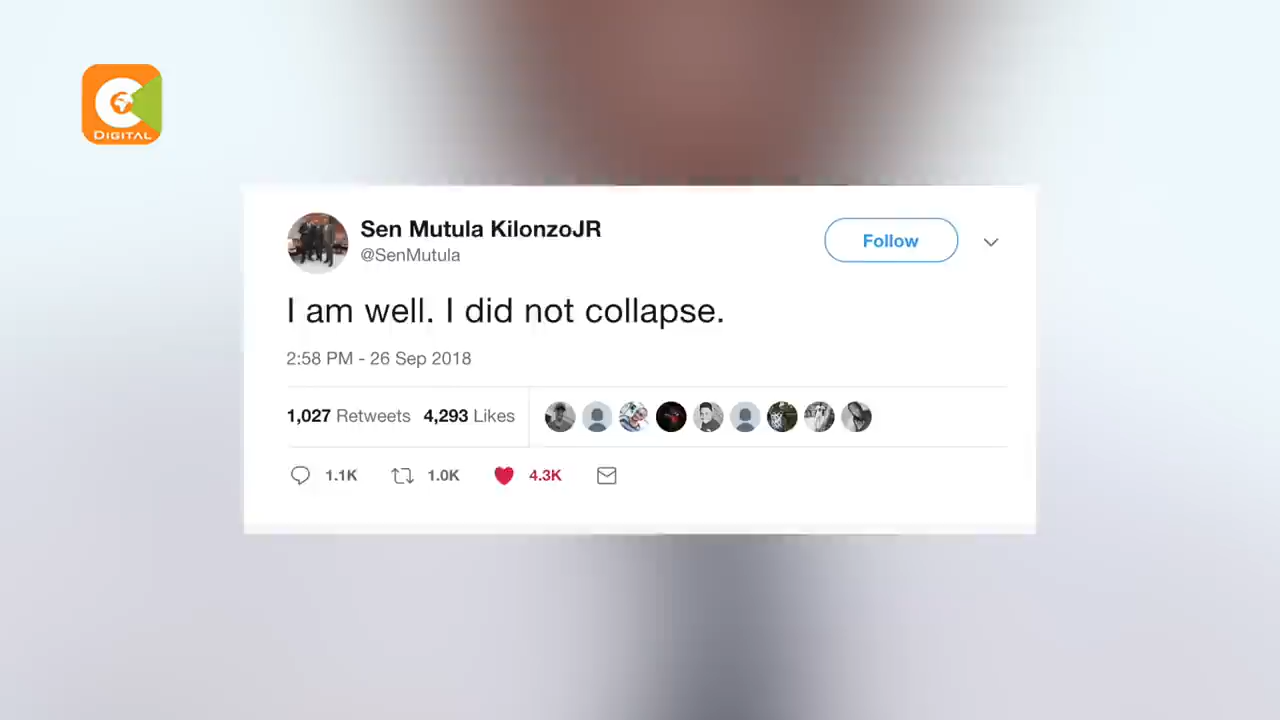 DIGITAL
Sen Mutula KilonzoJR
Follow
@SenMutula
I am well. I did not collapse.
2:58 PM - 26 Sep 2018
1,027 Retweets 4,293 Likes
1.1K 1.0K 4.3K